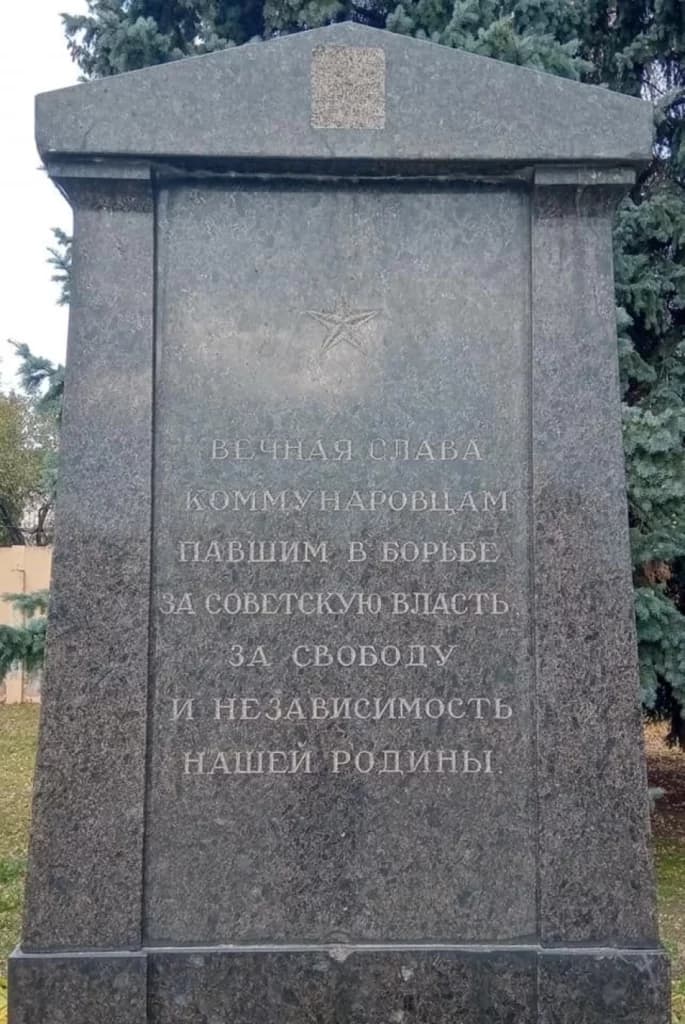 ВЕЧНАЯ СЛАВА
КОММУНАРОВЦАМ
ПАВШИМ В БОРЬБЕ
ЗА СОВЕТСКУЮ ВЛАСТЬ,
ЗА СВОБОДУ
И НЕЗАВИСИМОСТЬ
НАШЕЙ РОДИНЫ.